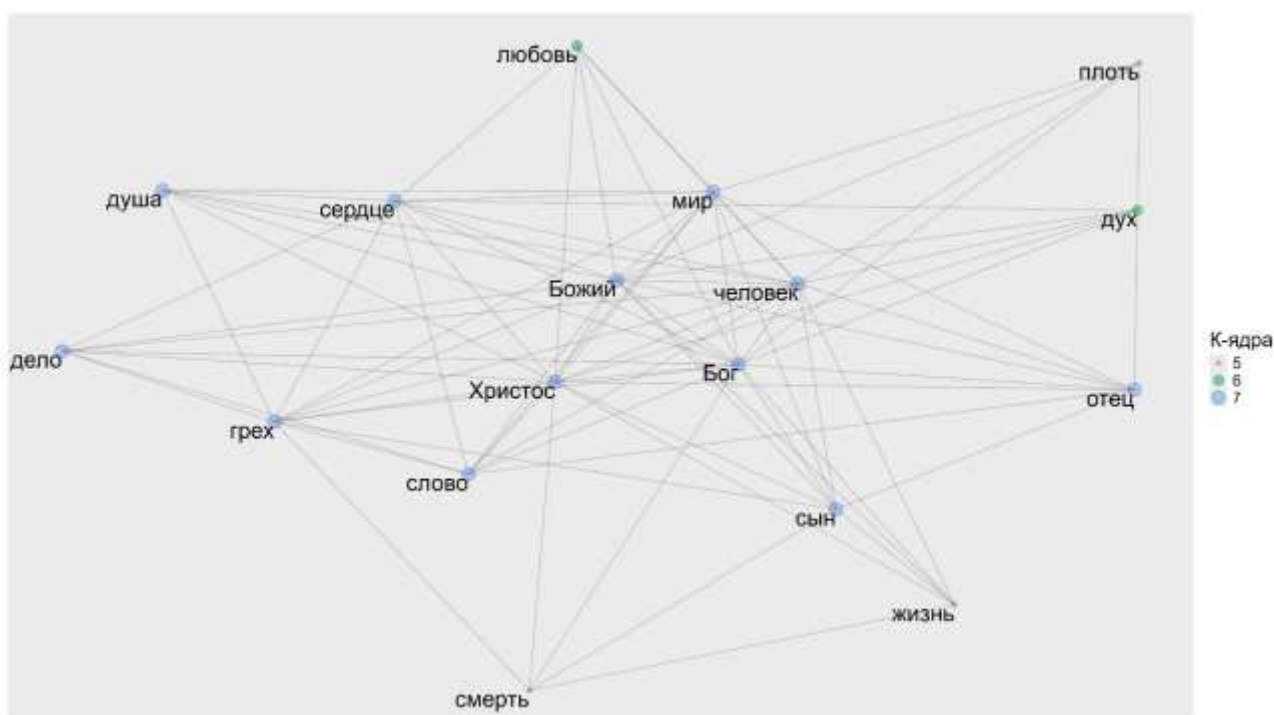 любовь
плоть
душа
сердце
мир
дух
Божий
человек
дело
Христос
Бог
отец
грех
слово
сын
жизнь
смерть
К-ядра
5
6
7